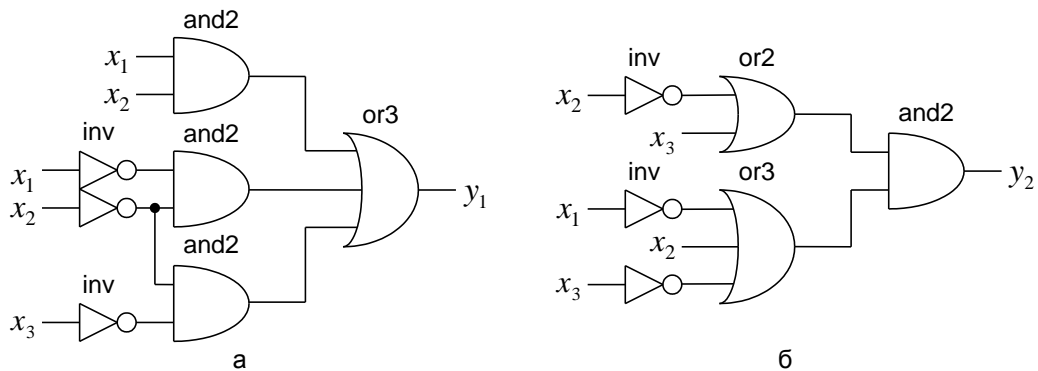 and2
x₁
x₂
inv
and2
or3
x₁
x₂
y₁
and2
inv
x₃
а
inv
or2
x₂
and2
x₃
inv
or3
y₂
x₁
x₂
x₃
б